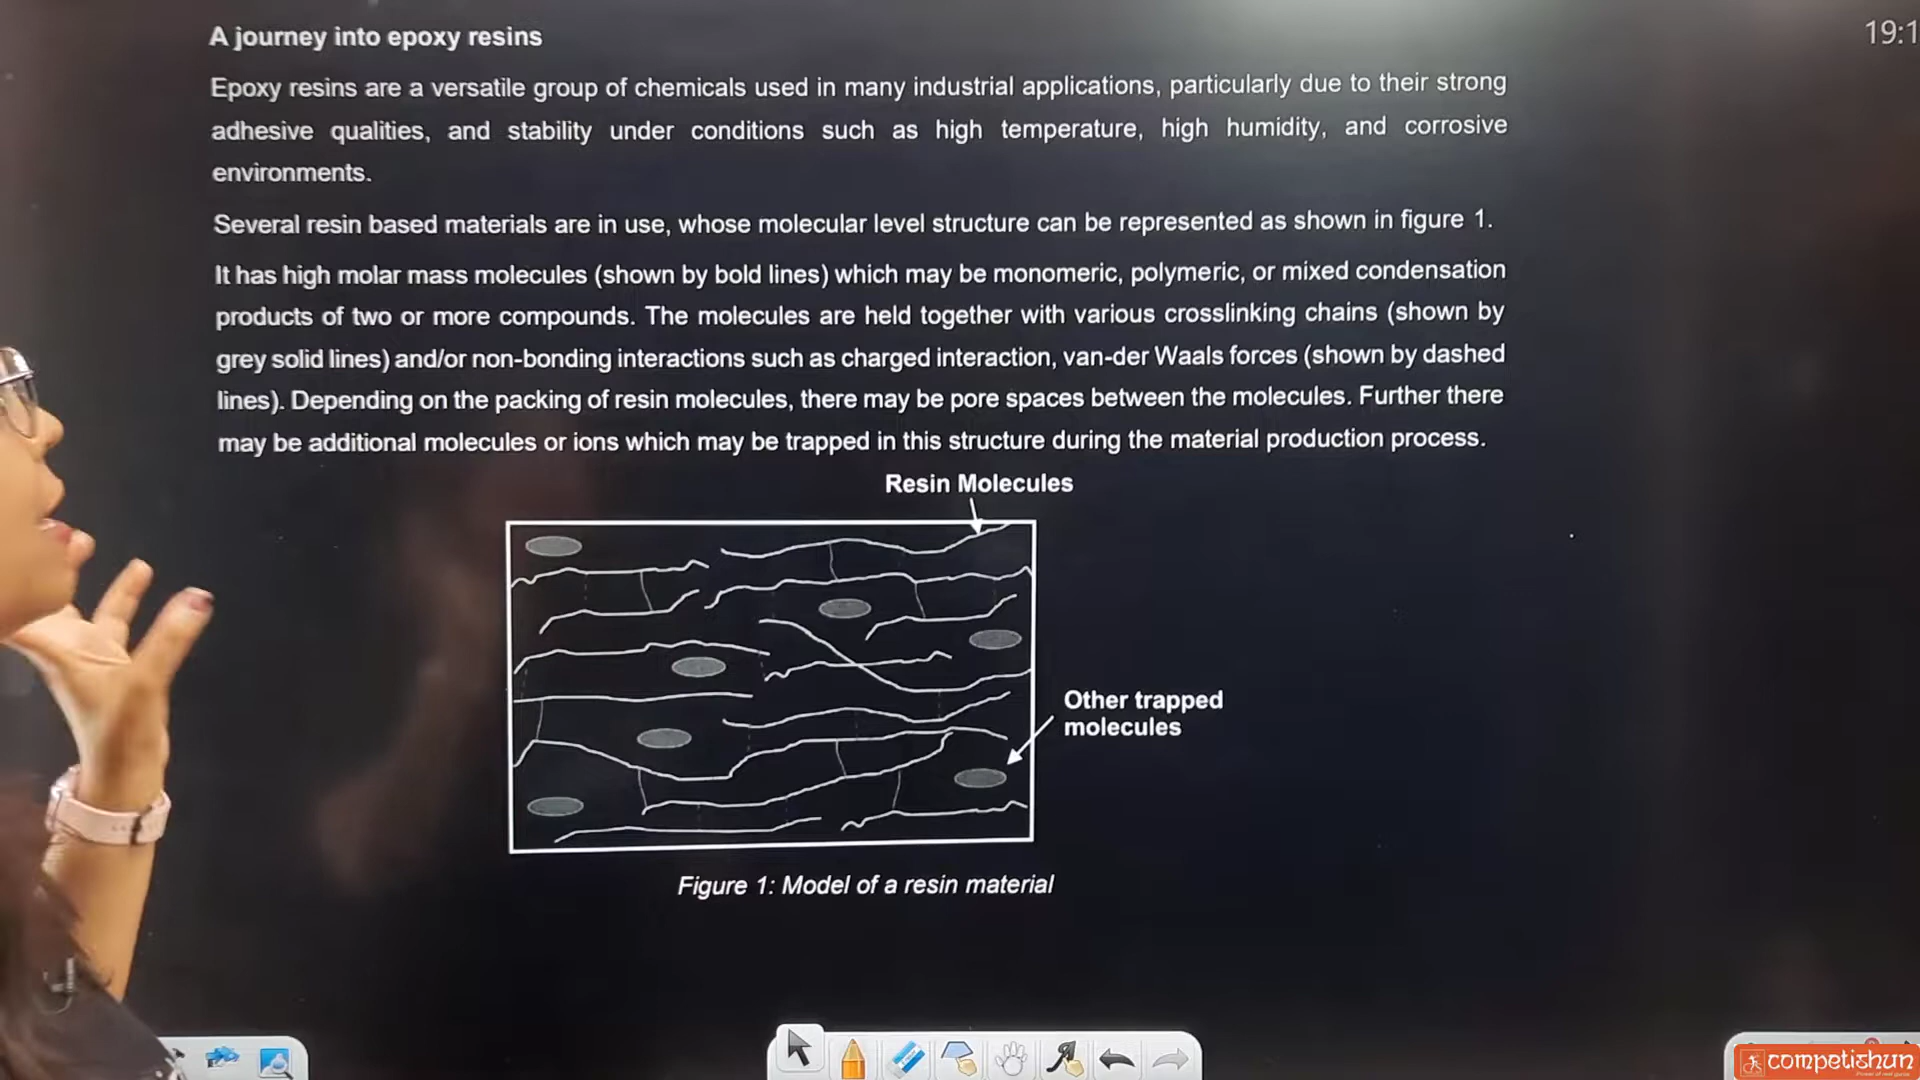 A journey into epoxy resins
19:1
Epoxy resins are a versatile group of chemicals used in many industrial applications, particularly due to their strong
adhesive qualities, and stability under conditions such as high temperature, high humidity, and corrosive
environments.
Several resin based materials are in use, whose molecular level structure can be represented as shown in figure 1.
It has high molar mass molecules (shown by bold lines) which may be monomeric, polymeric, or mixed condensation
products of two or more compounds. The molecules are held together with various crosslinking chains (shown by
grey solid lines) and/or non-bonding interactions such as charged interaction, van-der Waals forces (shown by dashed
lines). Depending on the packing of resin molecules, there may be pore spaces between the molecules. Further there
may be additional molecules or ions which may be trapped in this structure during the material production process.
Resin Molecules
Other trapped
molecules
Figure 1: Model of a resin material
competishun